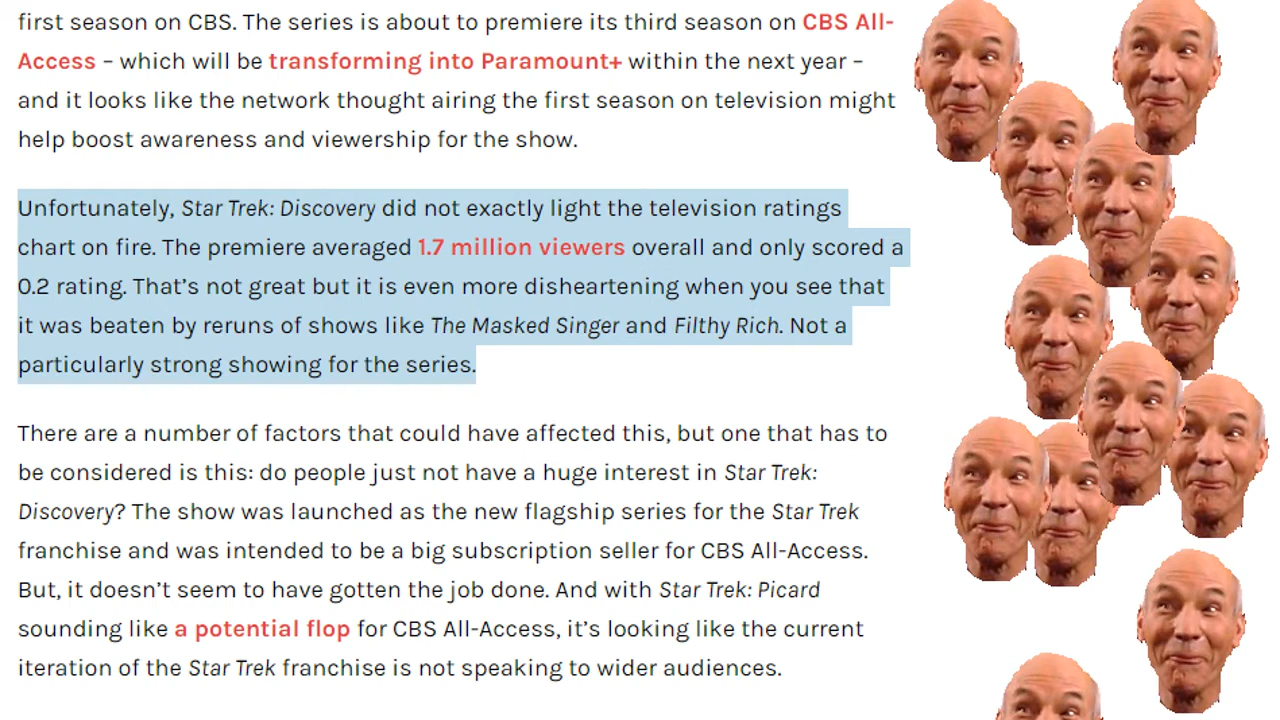 first season on CBS. The series is about to premiere its third season on CBS All-
Access – which will be transforming into Paramount+ within the next year –
and it looks like the network thought airing the first season on television might
help boost awareness and viewership for the show.
Unfortunately, Star Trek: Discovery did not exactly light the television ratings
chart on fire. The premiere averaged 1.7 million viewers overall and only scored a
0.2 rating. That’s not great but it is even more disheartening when you see that
it was beaten by reruns of shows like The Masked Singer and Filthy Rich. Not a
particularly strong showing for the series.
There are a number of factors that could have affected this, but one that has to
be considered is this: do people just not have a huge interest in Star Trek:
Discovery? The show was launched as the new flagship series for the Star Trek
franchise and was intended to be a big subscription seller for CBS All-Access.
But, it doesn’t seem to have gotten the job done. And with Star Trek: Picard
sounding like a potential flop for CBS All-Access, it’s looking like the current
iteration of the Star Trek franchise is not speaking to wider audiences.